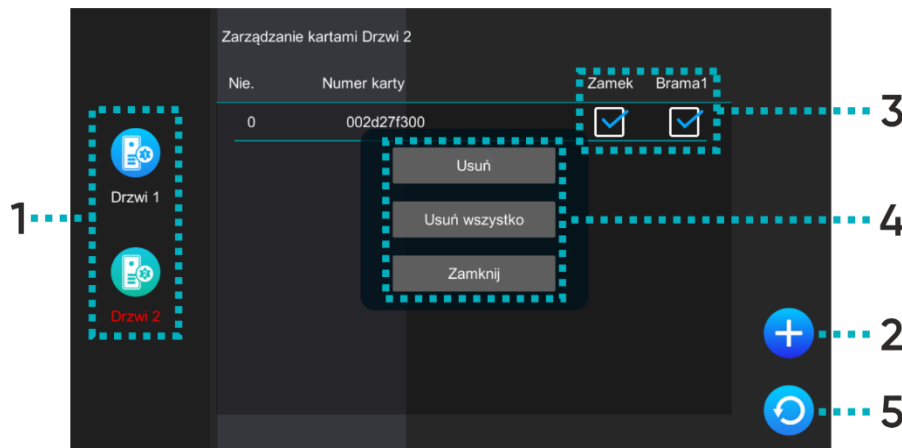 Zarządzanie kartami Drzwi 2
Nie. Numer karty Zamek Brama1
0 002d27f300
Drzwi 1
Drzwi 2
Usuń
Usuń wszystko
Zamknij
1
3
4
2
5